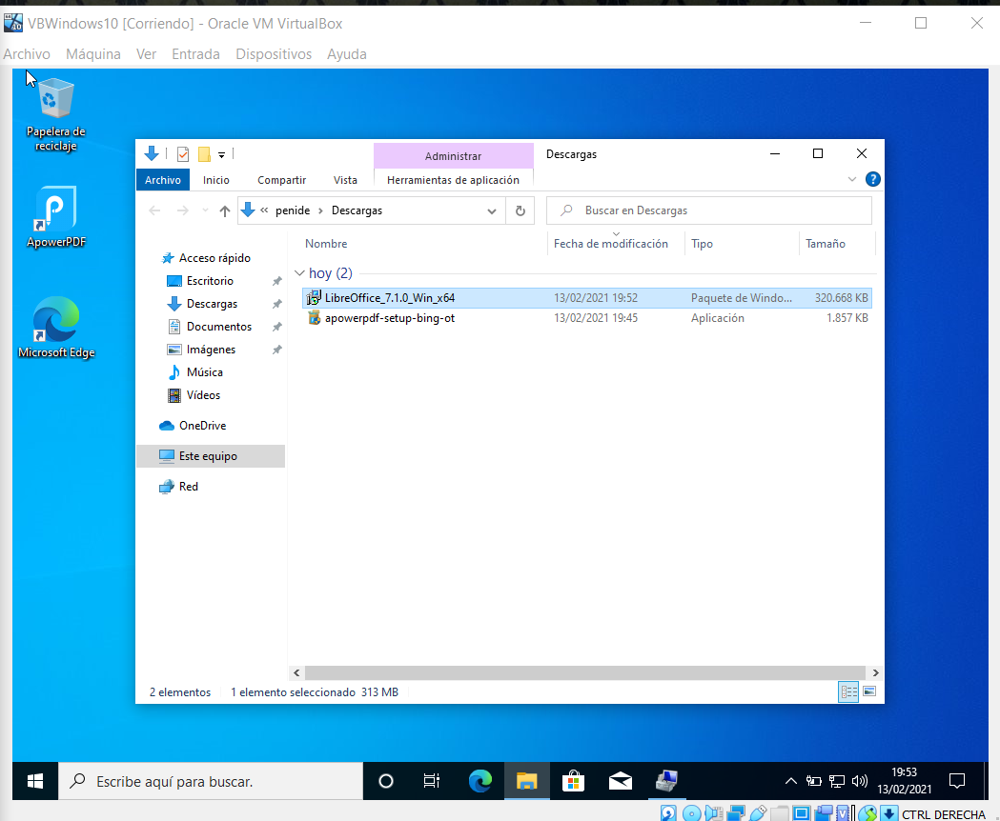 VBWindows10 [Corriendo] - Oracle VM VirtualBox
Archivo Máquina Ver Entrada Dispositivos Ayuda
Papelera de
reciclaje
ApowerPDF
Microsoft Edge
Administrar
Descargas
Archivo Inicio Compartir Vista Herramientas de aplicación
« penide › Descargas
Buscar en Descargas
Nombre Fecha de modificación Tipo Tamaño
Acceso rápido
Escritorio
Descargas
Documentos
Imágenes
Música
Vídeos
OneDrive
Este equipo
Red
hoy (2)
LibreOffice_7.1.0_Win_x64 13/02/2021 19:52 Paquete de Windo... 320.668 KB
apowerpdf-setup-bing-ot 13/02/2021 19:45 Aplicación 1.857 KB
2 elementos 1 elemento seleccionado 313 MB
Escribe aquí para buscar.
19:53
13/02/2021
CTRL DERECHA